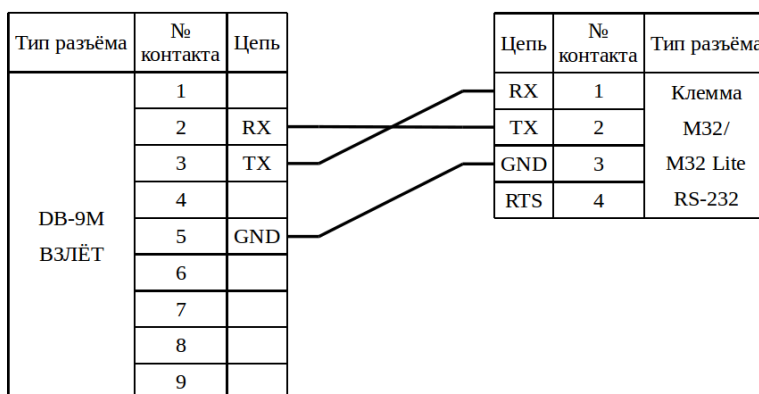 Тип разъёма № контакта Цепь
1
2 RX
3 TX
4
5 GND
6
7
8
9
DB-9M
ВЗЛЁТ
Цепь № контакта Тип разъёма
RX 1
TX 2
GND 3
RTS 4
Клемма
M32/
M32 Lite
RS-232